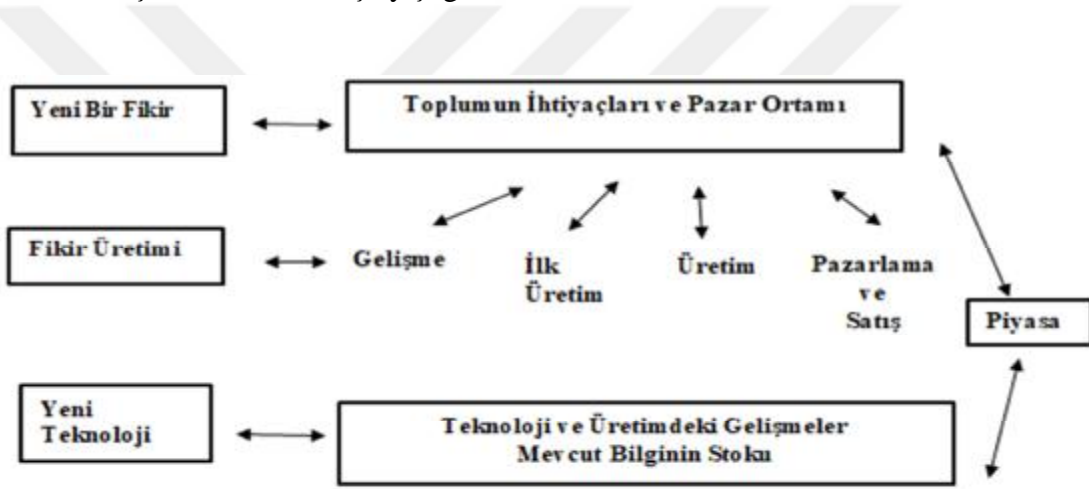 Yeni Bir Fikir
Toplumun İhtiyaçları ve Pazar Ortamı
Fikir Üretimi
Gelişme
İlk
Üretim
Üretim
Pazarlama
ve
Satış
Piyasa
Yeni
Teknoloji
Teknoloji ve Üretimdeki Gelişmeler
Mevcut Bilginin Stoku